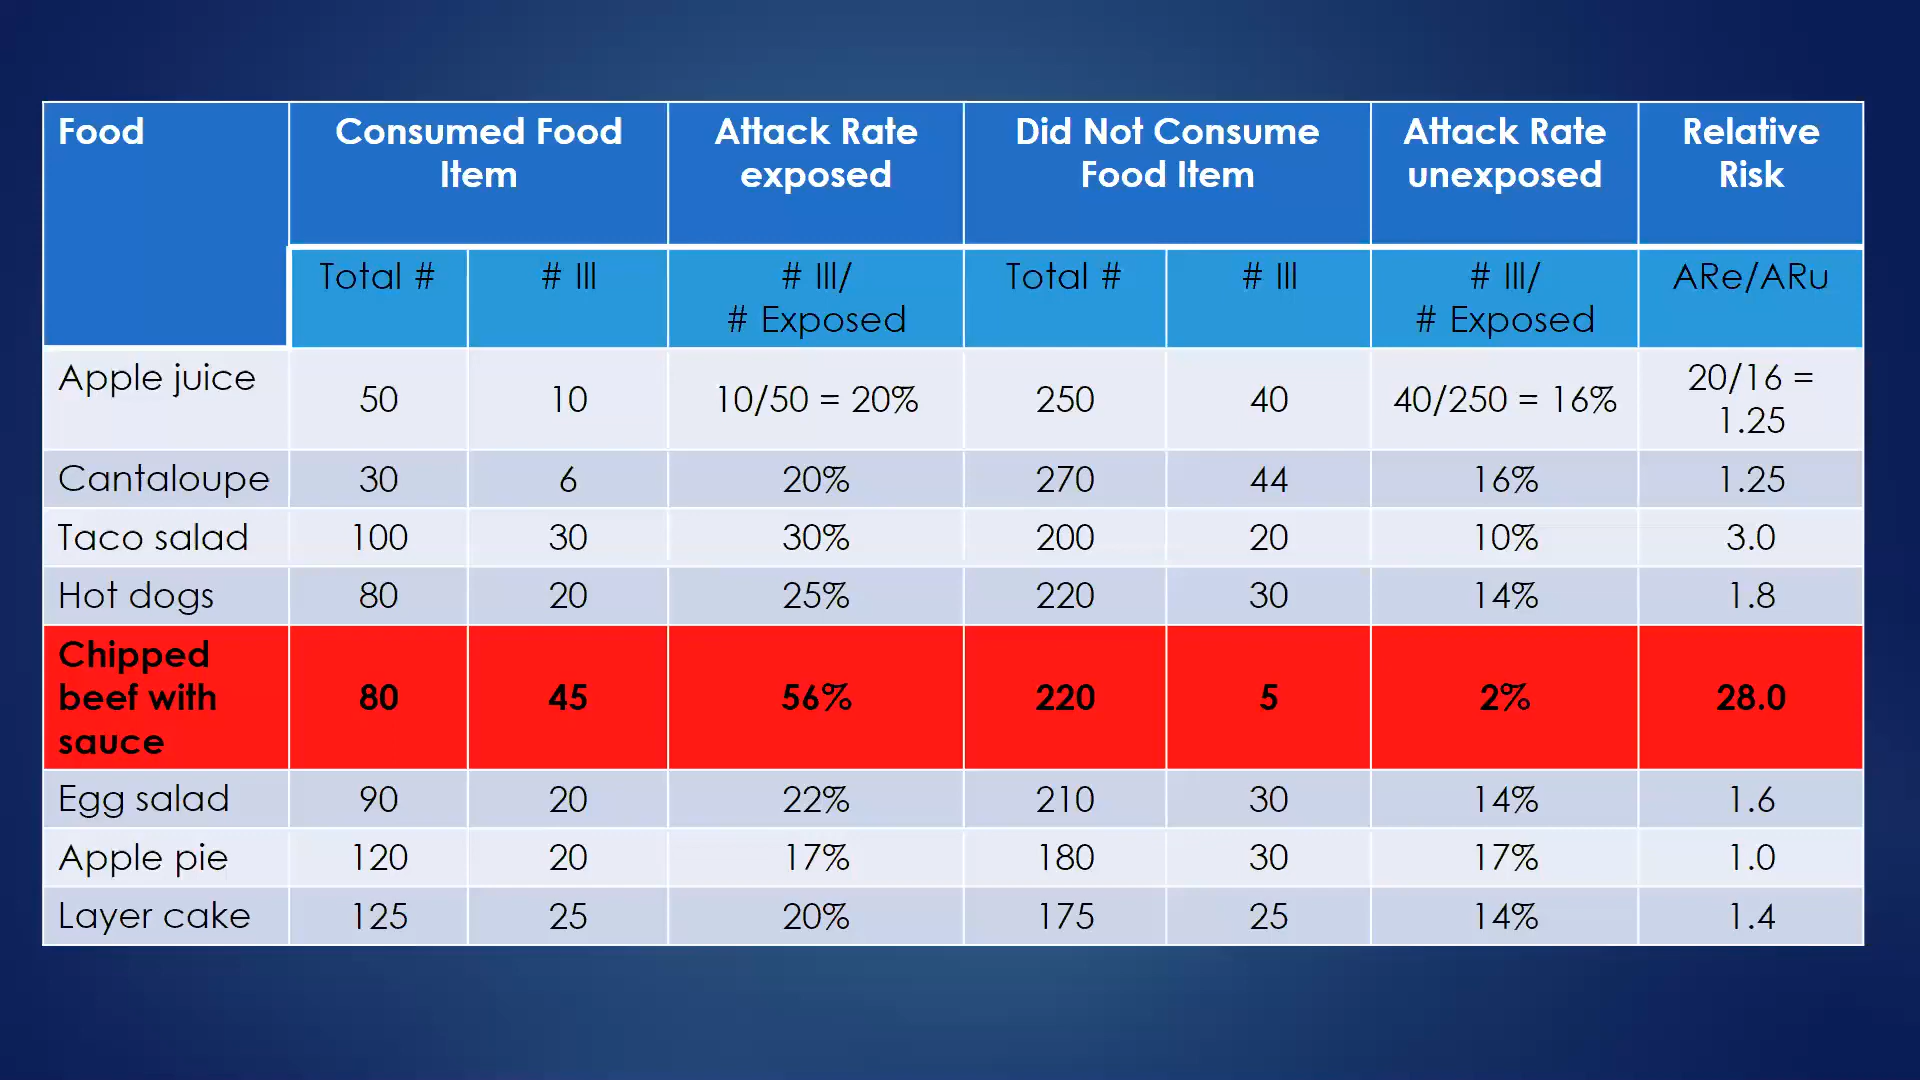 Food
Consumed Food
Item
Attack Rate
exposed
Did Not Consume
Food Item
Attack Rate
unexposed
Relative
Risk
Total #
# Ill
# Ill/
# Exposed
Total #
# Ill
# Ill/
# Exposed
ARe/ARu
Apple juice
50
10
10/50 = 20%
250
40
40/250 = 16%
20/16 =
1.25
Cantaloupe
30
6
20%
270
44
16%
1.25
Taco salad
100
30
30%
200
20
10%
3.0
Hot dogs
80
20
25%
220
30
14%
1.8
Chipped
beef with
sauce
80
45
56%
220
5
2%
28.0
Egg salad
90
20
22%
210
30
14%
1.6
Apple pie
120
20
17%
180
30
17%
1.0
Layer cake
125
25
20%
175
25
14%
1.4